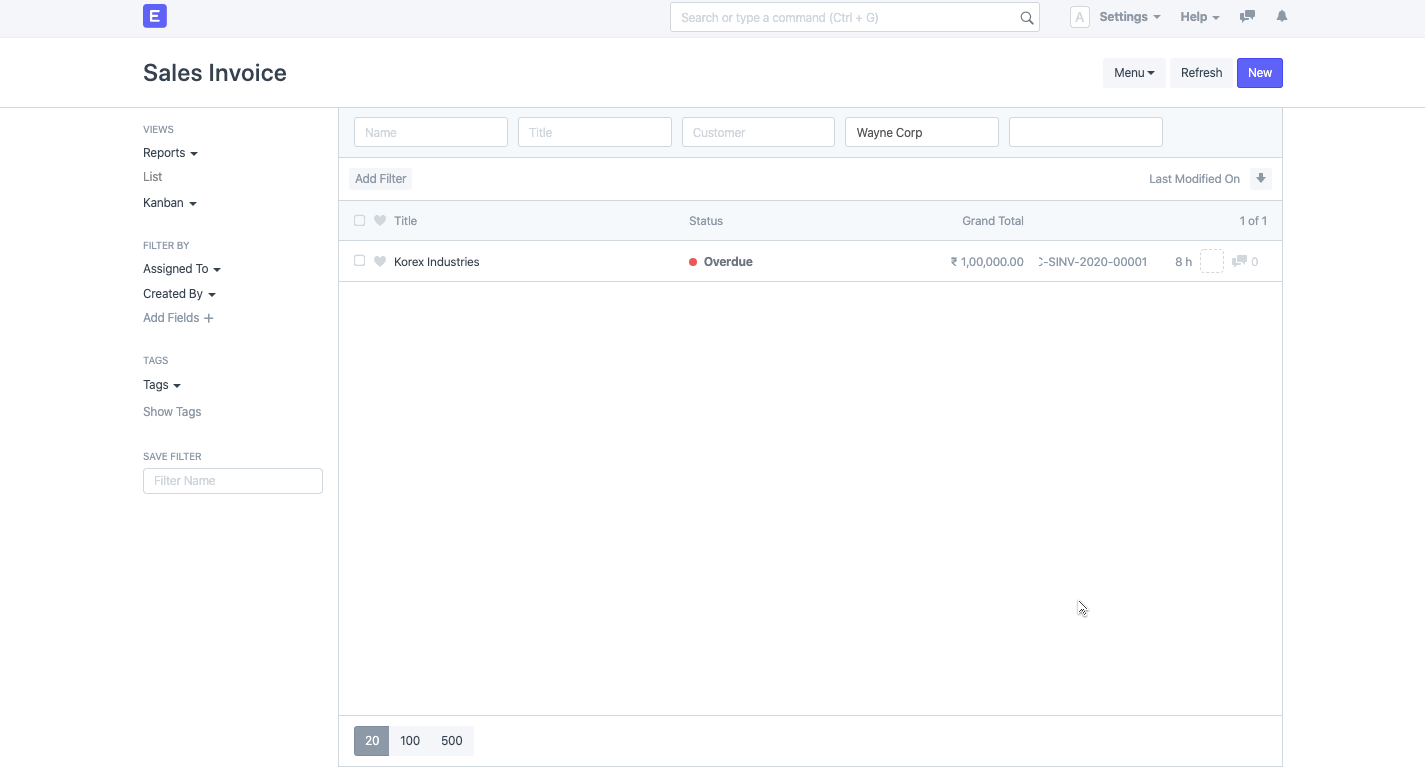 E
Search or type a command (Ctrl + G)
A Settings Help
Sales Invoice
Menu Refresh New
VIEWS
Reports
List
Kanban
FILTER BY
Assigned To
Created By
Add Fields +
TAGS
Tags
Show Tags
SAVE FILTER
Filter Name
Name Title Customer Wayne Corp
Add Filter Last Modified On
Title Status Grand Total 1 of 1
Korex Industries Overdue ₹ 1,00,000.00 C-SINV-2020-00001 8 h 0
20 100 500